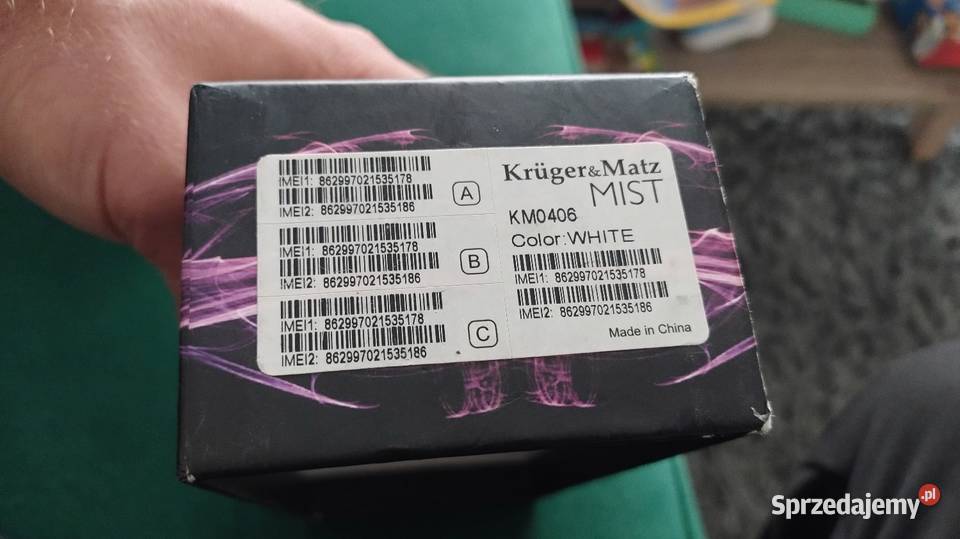 IMEI1: 862997021535178
IMEI2: 862997021535186
A
IMEI1: 862997021535178
IMEI2: 862997021535186
B
IMEI1: 862997021535178
IMEI2: 862997021535186
C
Krüger&Matz
MIST
KM0406
Color:WHITE
IMEI1: 862997021535178
IMEI2: 862997021535186
Made in China
Sprzedajemy.pl